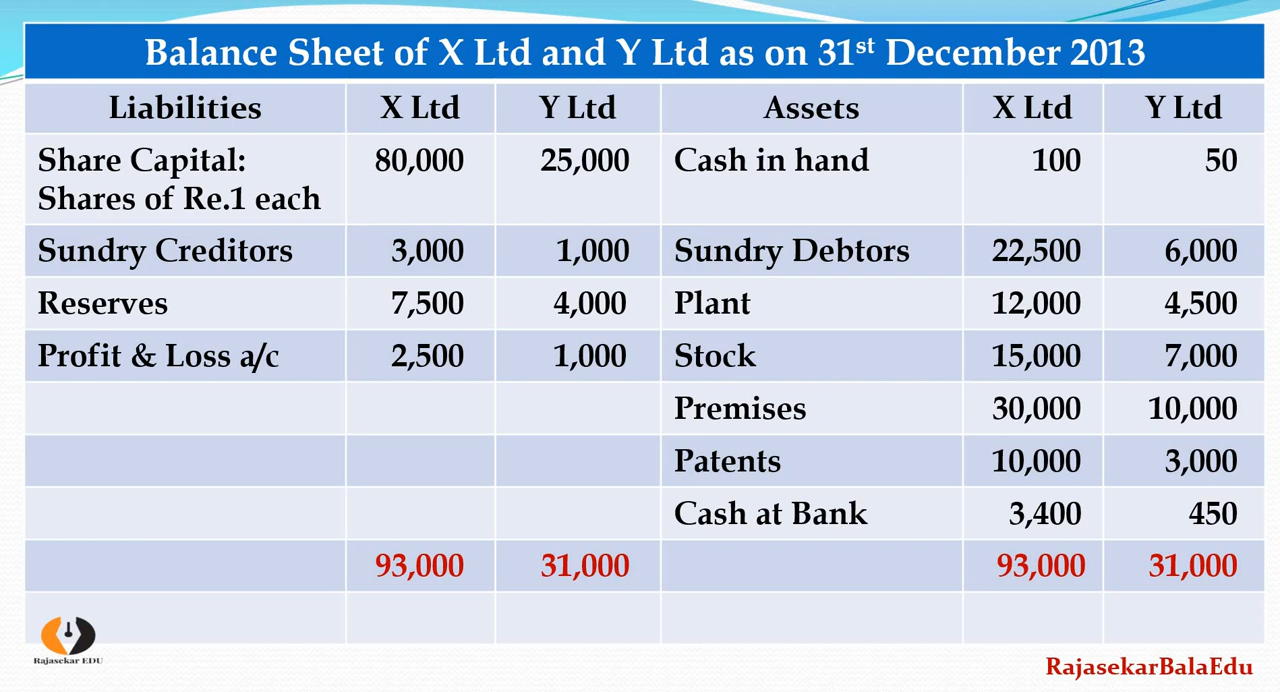 Balance Sheet of X Ltd and Y Ltd as on 31st December 2013
Liabilities X Ltd Y Ltd Assets X Ltd Y Ltd
Share Capital: 80,000 25,000 Cash in hand 100 50
Shares of Re.1 each
Sundry Creditors 3,000 1,000 Sundry Debtors 22,500 6,000
Reserves 7,500 4,000 Plant 12,000 4,500
Profit & Loss a/c 2,500 1,000 Stock 15,000 7,000
Premises 30,000 10,000
Patents 10,000 3,000
Cash at Bank 3,400 450
93,000 31,000 93,000 31,000
Rajasekar EDU
RajasekarBalaEdu